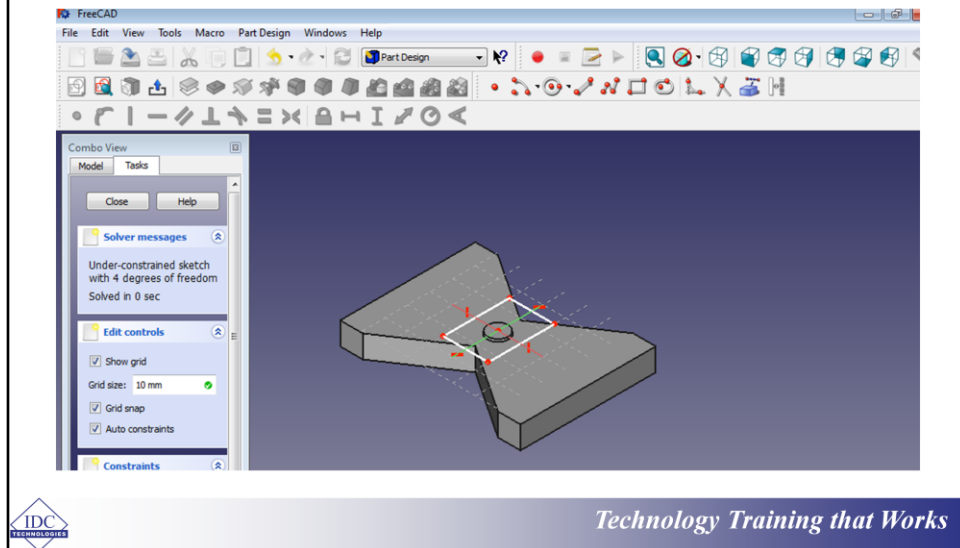 FreeCAD
File Edit View Tools Macro Part Design Windows Help
Part Design
Combo View
Model Tasks
Close Help
Solver messages
Under-constrained sketch
with 4 degrees of freedom
Solved in 0 sec
Edit controls
Show grid
Grid size: 10 mm
Grid snap
Auto constraints
Constraints
IDC
TECHNOLOGIES
Technology Training that Works